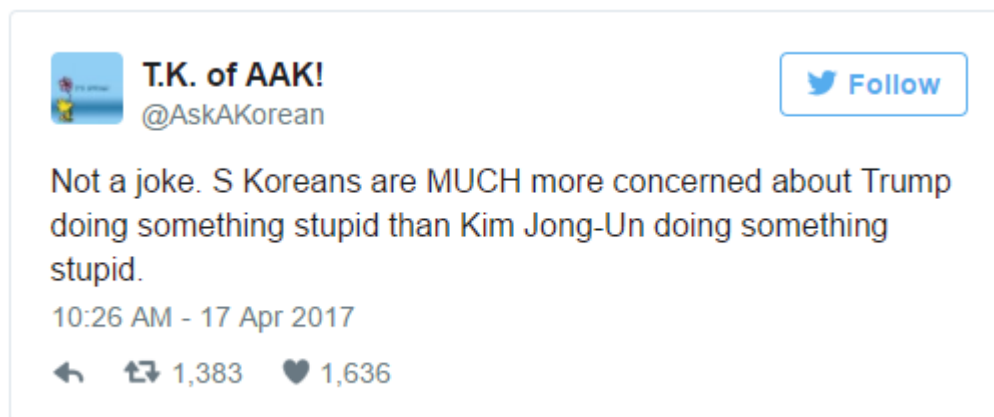 T.K. of AAK!
@AskAKorean
Follow
Not a joke. S Koreans are MUCH more concerned about Trump
doing something stupid than Kim Jong-Un doing something
stupid.
10:26 AM - 17 Apr 2017
1,383 1,636